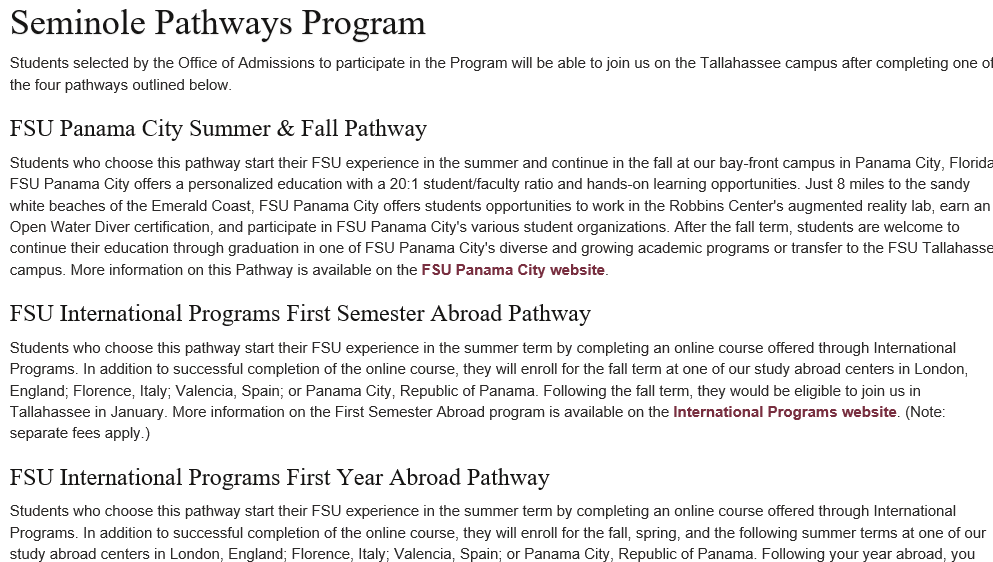 Seminole Pathways Program
Students selected by the Office of Admissions to participate in the Program will be able to join us on the Tallahassee campus after completing one of
the four pathways outlined below.
FSU Panama City Summer & Fall Pathway
Students who choose this pathway start their FSU experience in the summer and continue in the fall at our bay-front campus in Panama City, Florida
FSU Panama City offers a personalized education with a 20:1 student/faculty ratio and hands-on learning opportunities. Just 8 miles to the sandy
white beaches of the Emerald Coast, FSU Panama City offers students opportunities to work in the Robbins Center's augmented reality lab, earn an
Open Water Diver certification, and participate in FSU Panama City's various student organizations. After the fall term, students are welcome to
continue their education through graduation in one of FSU Panama City's diverse and growing academic programs or transfer to the FSU Tallahasse
campus. More information on this Pathway is available on the FSU Panama City website.
FSU International Programs First Semester Abroad Pathway
Students who choose this pathway start their FSU experience in the summer term by completing an online course offered through International
Programs. In addition to successful completion of the online course, they will enroll for the fall term at one of our study abroad centers in London,
England; Florence, Italy; Valencia, Spain; or Panama City, Republic of Panama. Following the fall term, they would be eligible to join us in
Tallahassee in January. More information on the First Semester Abroad program is available on the International Programs website. (Note:
separate fees apply.)
FSU International Programs First Year Abroad Pathway
Students who choose this pathway start their FSU experience in the summer term by completing an online course offered through International
Programs. In addition to successful completion of the online course, they will enroll for the fall, spring, and the following summer terms at one of our
study abroad centers in London, England; Florence, Italy; Valencia, Spain; or Panama City, Republic of Panama. Following your year abroad, you